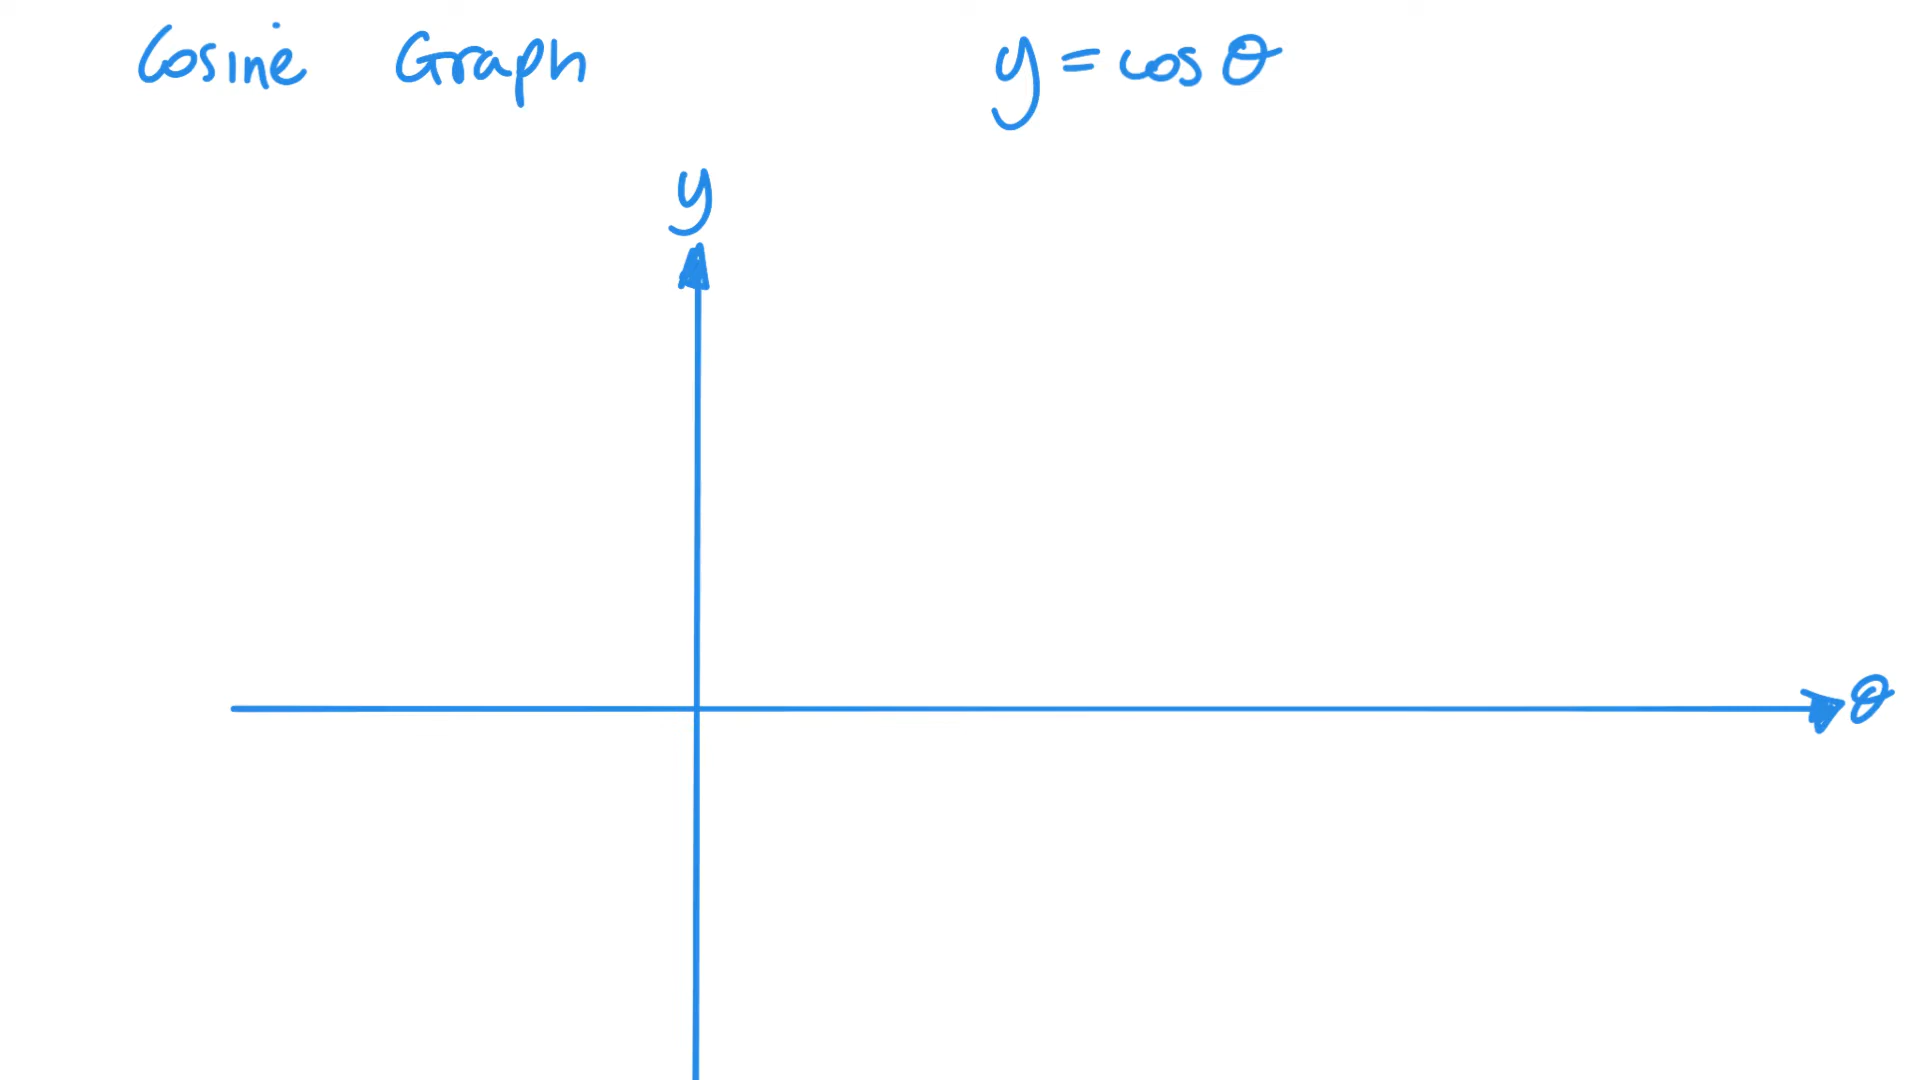 Cosine Graph y = cos θ
y
θ